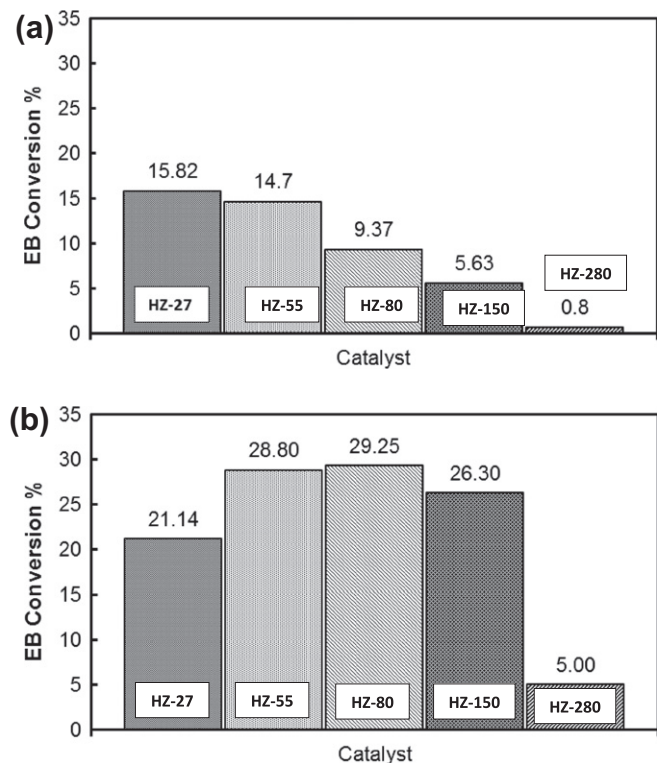 (a)
EB Conversion %
35
30
25
20
15
10
5
0
15.82
14.7
9.37
5.63
0.8
HZ-27
HZ-55
HZ-80
HZ-150
HZ-280
Catalyst
(b)
EB Conversion %
35
30
25
20
15
10
5
0
21.14
28.80
29.25
26.30
5.00
HZ-27
HZ-55
HZ-80
HZ-150
HZ-280
Catalyst